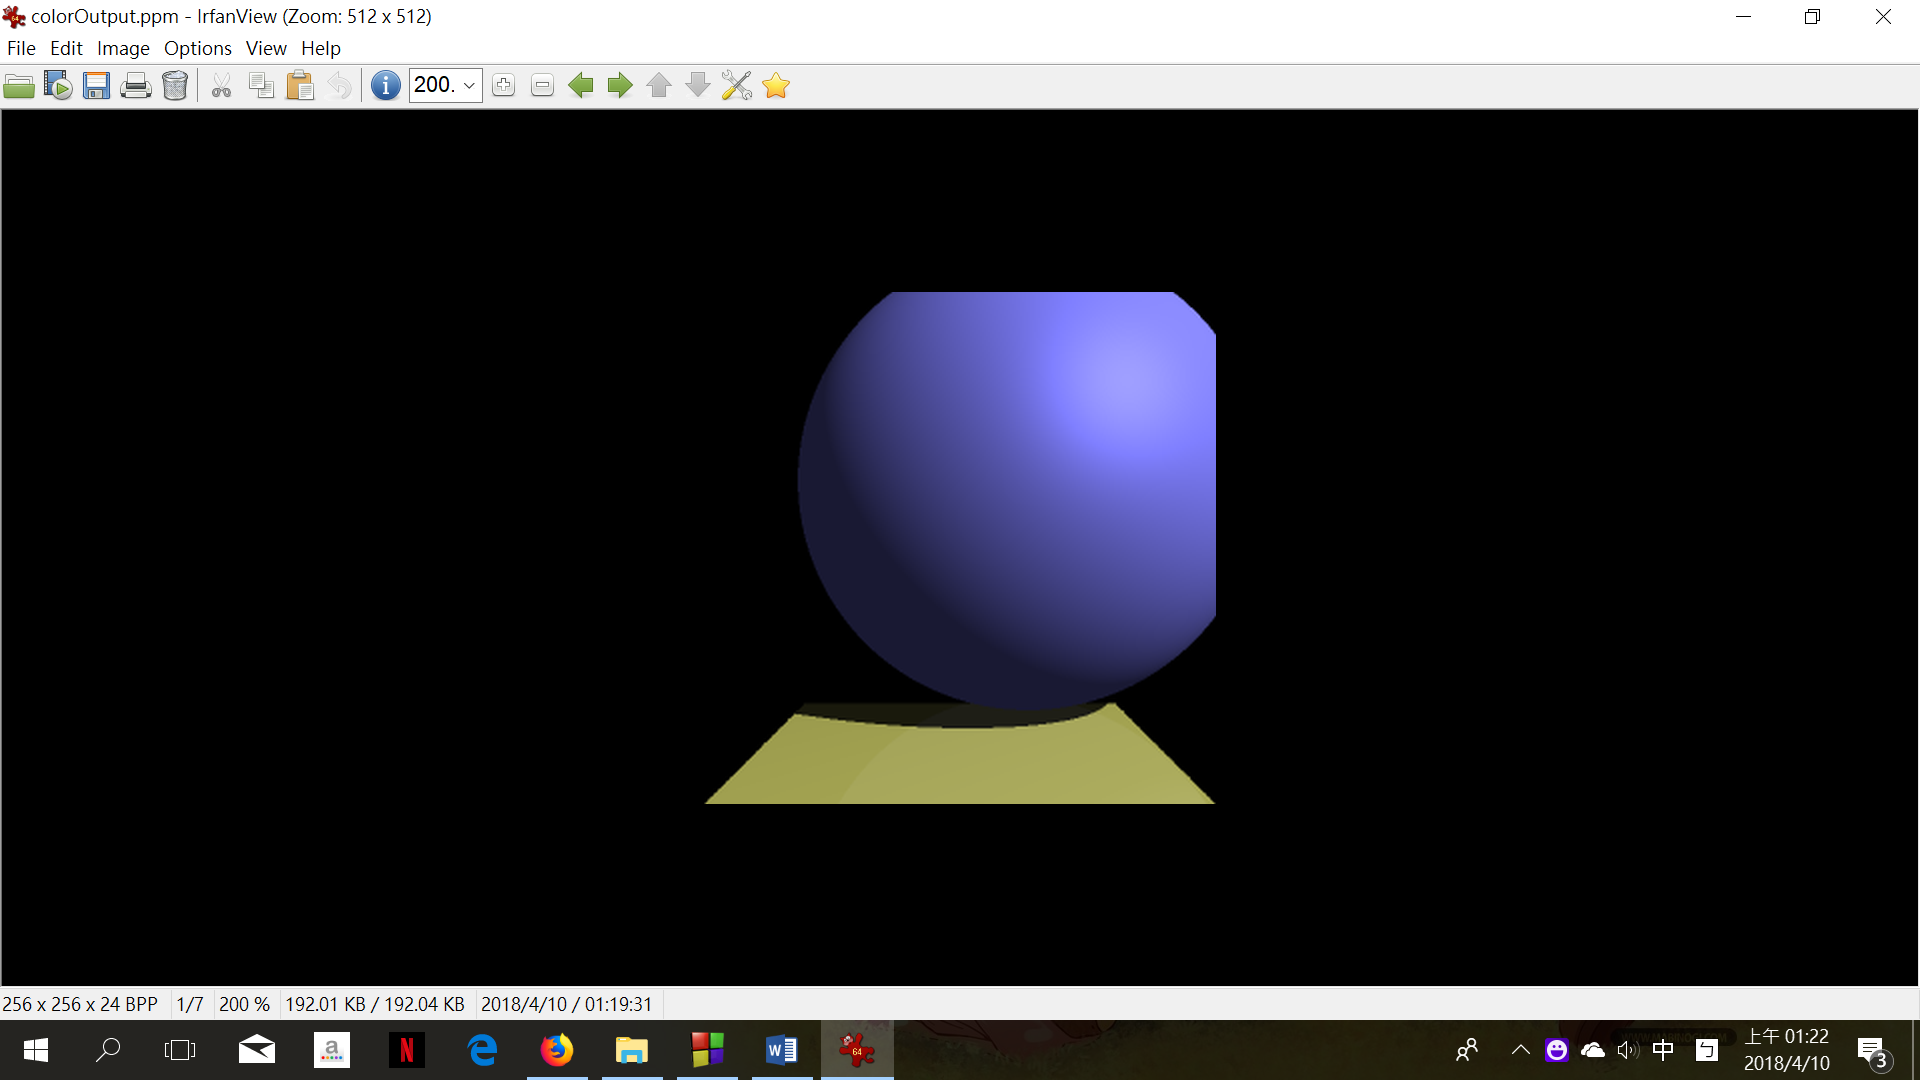 colorOutput.ppm - IrfanView (Zoom: 512 x 512)
File Edit Image Options View Help
200.
256 x 256 x 24 BPP 1/7 200 % 192.01 KB / 192.04 KB 2018/4/10 / 01:19:31
a N W 64 中 ㄅ 上午 01:22
2018/4/10
3